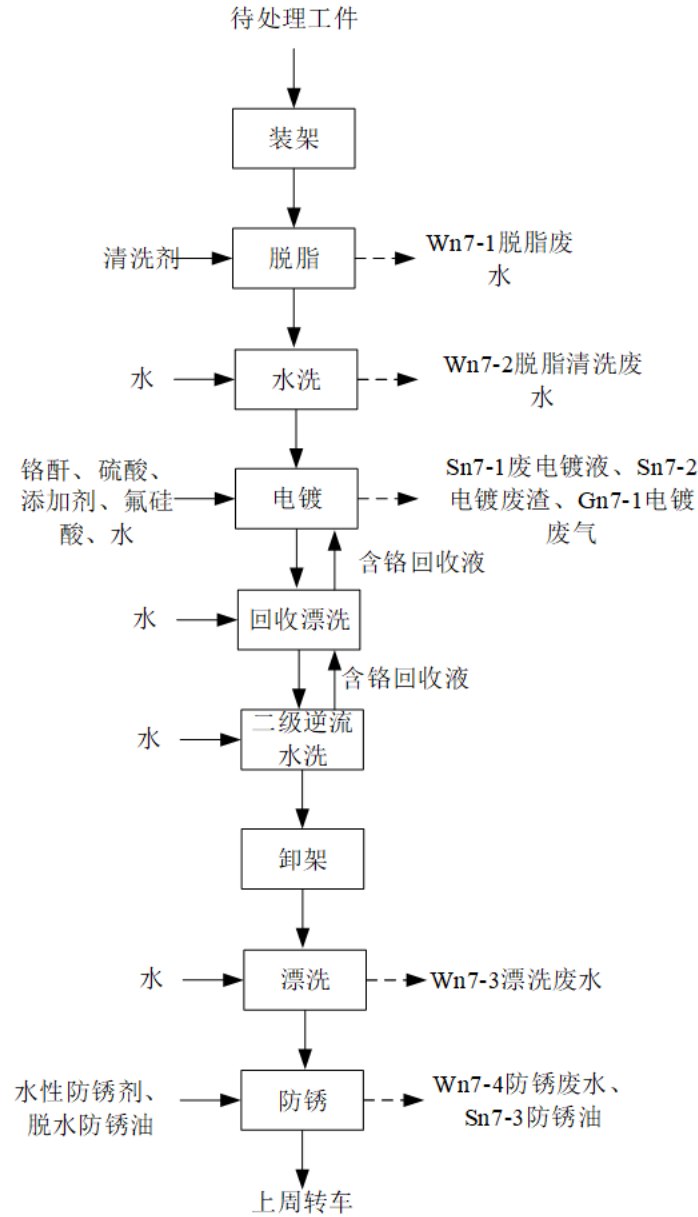 待处理工件
装架
清洗剂
脱脂
Wn7-1脱脂废
水
水
水洗
Wn7-2脱脂清洗废
水
铬酐、硫酸、
添加剂、氟硅
酸、水
电镀
Sn7-1废电镀液、Sn7-2
电镀废渣、Gn7-1电镀
废气
含铬回收液
水
回收漂洗
含铬回收液
水
二级逆流
水洗
卸架
水
漂洗
Wn7-3漂洗废水
水性防锈剂、
脱水防锈油
防锈
Wn7-4防锈废水、
Sn7-3防锈油
上周转车